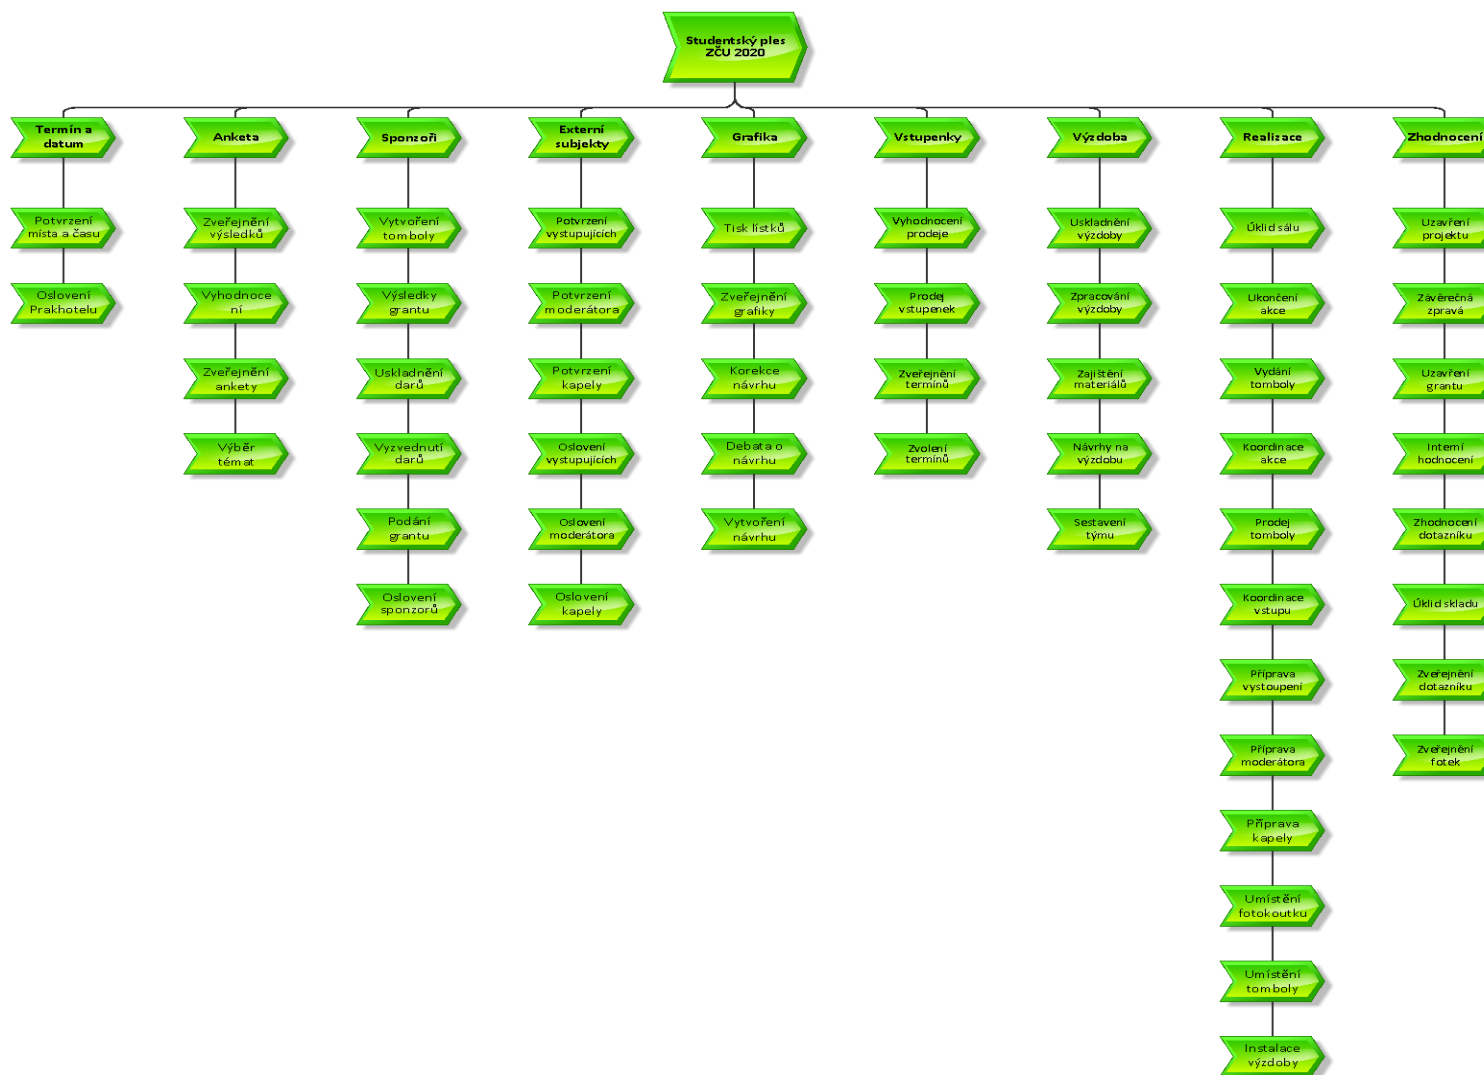 Studentský ples
ZČU 2020
Termín a
datum
Potvrzení
místa a času
Oslovení
Prakhotelu
Anketa
Zveřejnění
výsledků
Vyhodnoce
ní
Zveřejnění
ankety
Výběr
témat
Sponzoři
Vytvoření
tomboly
Výsledky
grantu
Uskladnění
darů
Vyzvednutí
darů
Podání
grantu
Oslovení
sponzorů
Externí
subjekty
Potvrzení
vystupujících
Potvrzení
moderátora
Potvrzení
kapely
Oslovení
vystupujících
Oslovení
moderátora
Oslovení
kapely
Grafika
Tisk lístků
Zveřejnění
grafiky
Korekce
návrhu
Debata o
návrhu
Vytvoření
návrhu
Vstupenky
Vyhodnocení
prodeje
Prodej
vstupenek
Zveřejnění
termínů
Zvolení
termínů
Výzdoba
Uskladnění
výzdoby
Zpracování
výzdoby
Zajištění
materiálů
Návrhy na
výzdobu
Sestavení
týmu
Realizace
Úklid sálu
Ukončení
akce
Vydání
tomboly
Koordinace
akce
Prodej
tomboly
Koordinace
vstupu
Příprava
vystoupení
Příprava
moderátora
Příprava
kapely
Umístění
fotokoutku
Umístění
tomboly
Instalace
výzdoby
Zhodnocení
Uzavření
projektu
Závěrečná
zpravá
Uzavření
grantu
Interní
hodnocení
Zhodnocení
dotazníku
Úklid skladu
Zveřejnění
dotazníku
Zveřejnění
fotek